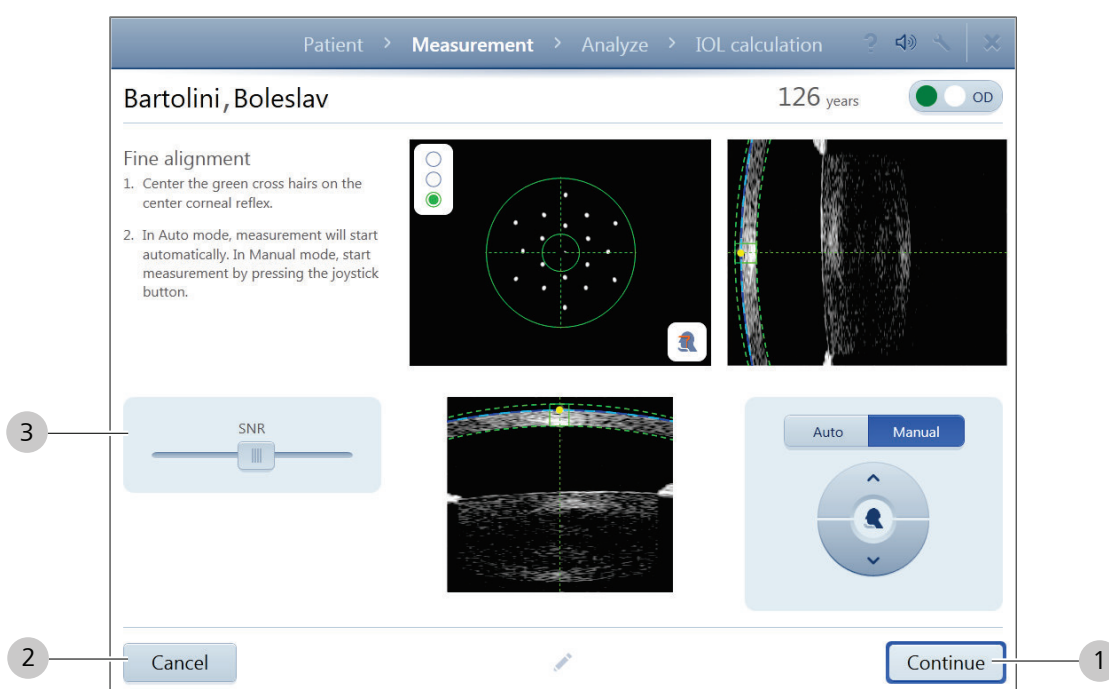 Patient > Measurement > Analyze > IOL calculation ?
Bartolini, Boleslav 126 years OD
Fine alignment
1. Center the green cross hairs on the
center corneal reflex.
2. In Auto mode, measurement will start
automatically. In Manual mode, start
measurement by pressing the joystick
button.
3 SNR
Auto Manual
2 Cancel Continue 1